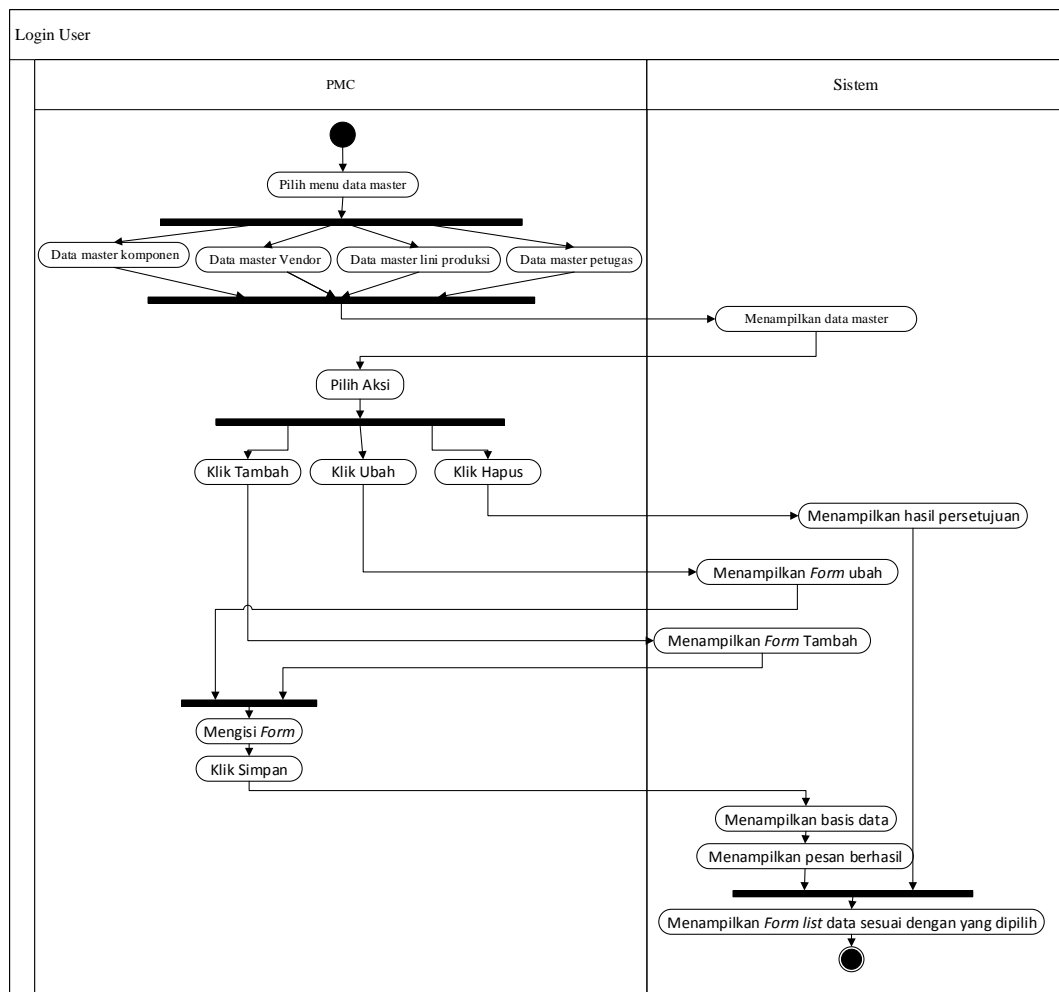 Login User
PMC
Sistem
Pilih menu data master
Data master komponen
Data master Vendor
Data master lini produksi
Data master petugas
Menampilkan data master
Pilih Aksi
Klik Tambah
Klik Ubah
Klik Hapus
Menampilkan hasil persetujuan
Menampilkan Form ubah
Menampilkan Form Tambah
Mengisi Form
Klik Simpan
Menampilkan basis data
Menampilkan pesan berhasil
Menampilkan Form list data sesuai dengan yang dipilih